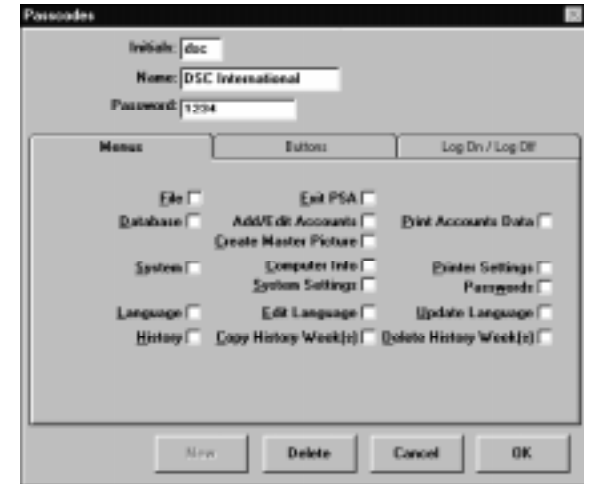 Passcodes
Initials: dsc
Name: DSC International
Password: 1234
Menus Buttons Log On / Log Off
File Exit PSA
Database Add/Edit Accounts Print Accounts Data
Create Master Picture
System Computer Info Printer Settings
System Settings Passwords
Language Edit Language Update Language
History Copy History Week(s) Delete History Week(s)
New Delete Cancel OK